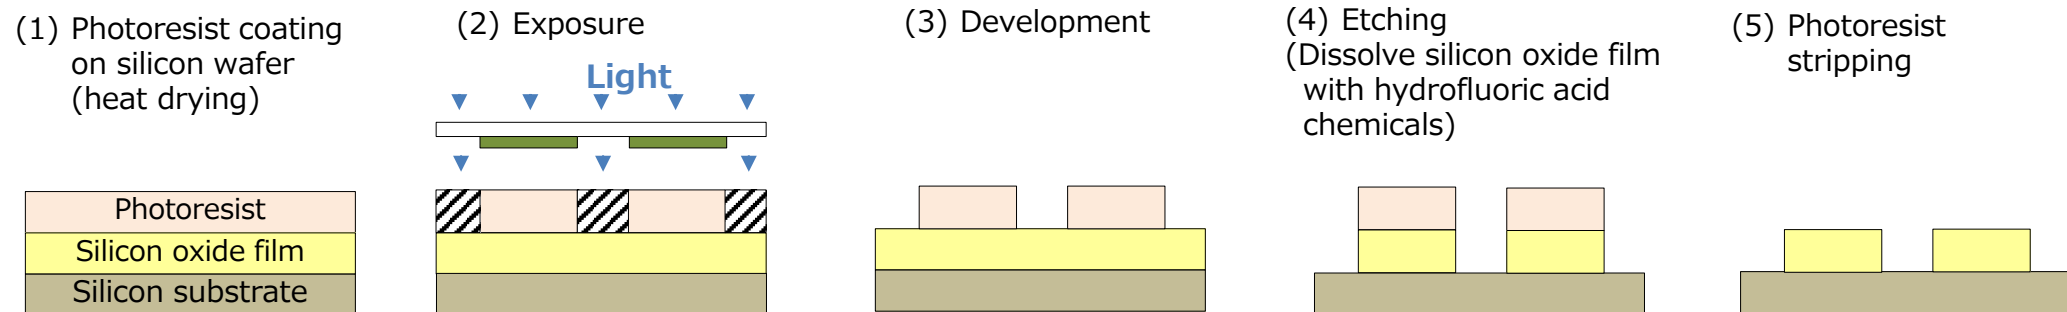 (1) Photoresist coating
on silicon wafer
(heat drying)
Photoresist
Silicon oxide film
Silicon substrate
(2) Exposure
Light
(3) Development
(4) Etching
(Dissolve silicon oxide film
with hydrofluoric acid
chemicals)
(5) Photoresist
stripping